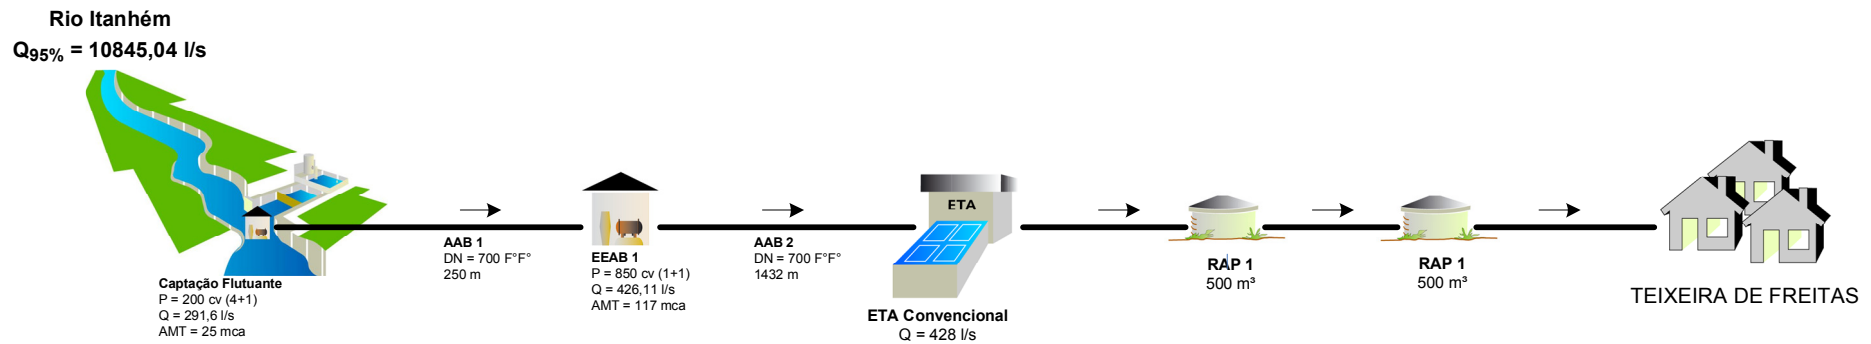 Rio Itanhém
Q95% = 10845,04 l/s
Captação Flutuante
P = 200 cv (4+1)
Q = 291,6 l/s
AMT = 25 mca
AAB 1
DN = 700 F°F°
250 m
EEAB 1
P = 850 cv (1+1)
Q = 426,11 l/s
AMT = 117 mca
AAB 2
DN = 700 F°F°
1432 m
ETA
ETA Convencional
Q = 428 l/s
RAP 1
500 m³
RAP 1
500 m³
TEIXEIRA DE FREITAS